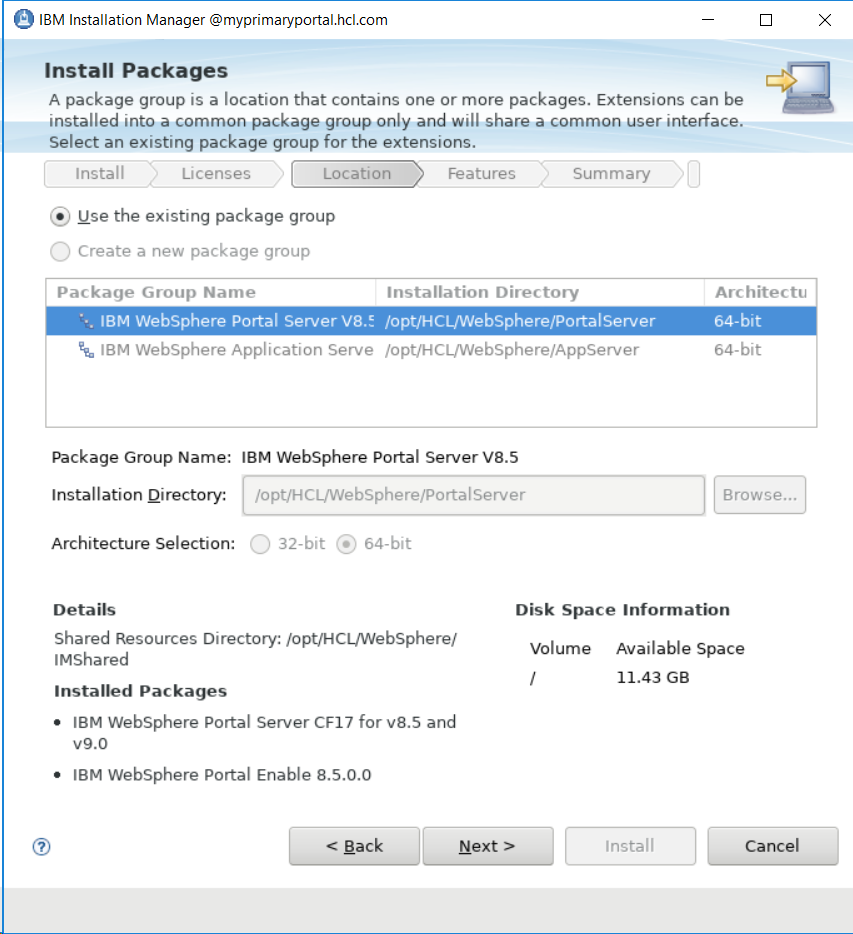 IBM Installation Manager @myprimaryportal.hcl.com
Install Packages
A package group is a location that contains one or more packages. Extensions can be
installed into a common package group only and will share a common user interface.
Select an existing package group for the extensions.
Install Licenses Location Features Summary
Use the existing package group
Create a new package group
Package Group Name Installation Directory Architectu
IBM WebSphere Portal Server V8.5 /opt/HCL/WebSphere/PortalServer 64-bit
IBM WebSphere Application Serve /opt/HCL/WebSphere/AppServer 64-bit
Package Group Name: IBM WebSphere Portal Server V8.5
Installation Directory: /opt/HCL/WebSphere/PortalServer Browse...
Architecture Selection: 32-bit 64-bit
Details
Shared Resources Directory: /opt/HCL/WebSphere/
IMShared
Installed Packages
• IBM WebSphere Portal Server CF17 for v8.5 and
v9.0
• IBM WebSphere Portal Enable 8.5.0.0
Disk Space Information
Volume Available Space
/ 11.43 GB
? < Back Next > Install Cancel